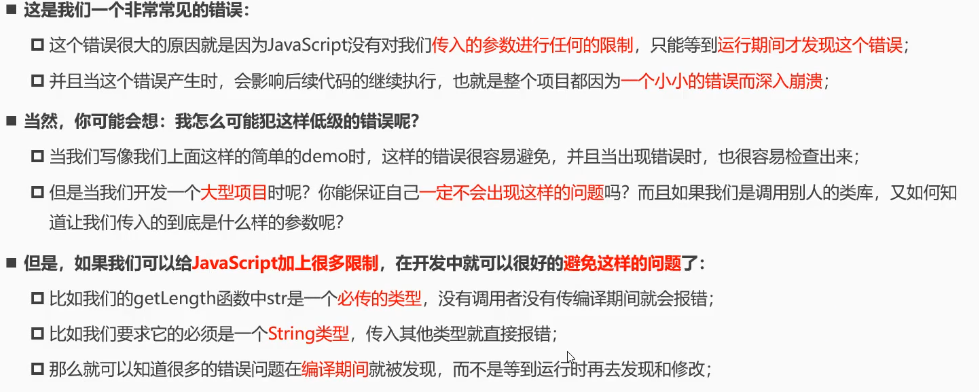 ■ 这是我们一个非常常见的错误：
这个错误很大的原因就是因为JavaScript没有对我们传入的参数进行任何的限制，只能等到运行期间才发现这个错误；
并且当这个错误产生时，会影响后续代码的继续执行，也就是整个项目都因为一个小小的错误而深入崩溃；
■ 当然，你可能会想：我怎么可能犯这样低级的错误呢？
当我们写像我们上面这样的简单的demo时，这样的错误很容易避免，并且当出现错误时，也很容易检查出来；
但是当我们开发一个大型项目时呢？你能保证自己一定不会出现这样的问题吗？而且如果我们是调用别人的类库，又如何知
道让我们传入的到底是什么样的参数呢？
■ 但是，如果我们可以给JavaScript加上很多限制，在开发中就可以很好的避免这样的问题了：
比如我们的getLength函数中str是一个必传的类型，没有调用者没有传编译期间就会报错；
比如我们要求它的必须是一个String类型，传入其他类型就直接报错；
那么就可以知道很多的错误问题在编译期间就被发现，而不是等到运行时再去发现和修改；